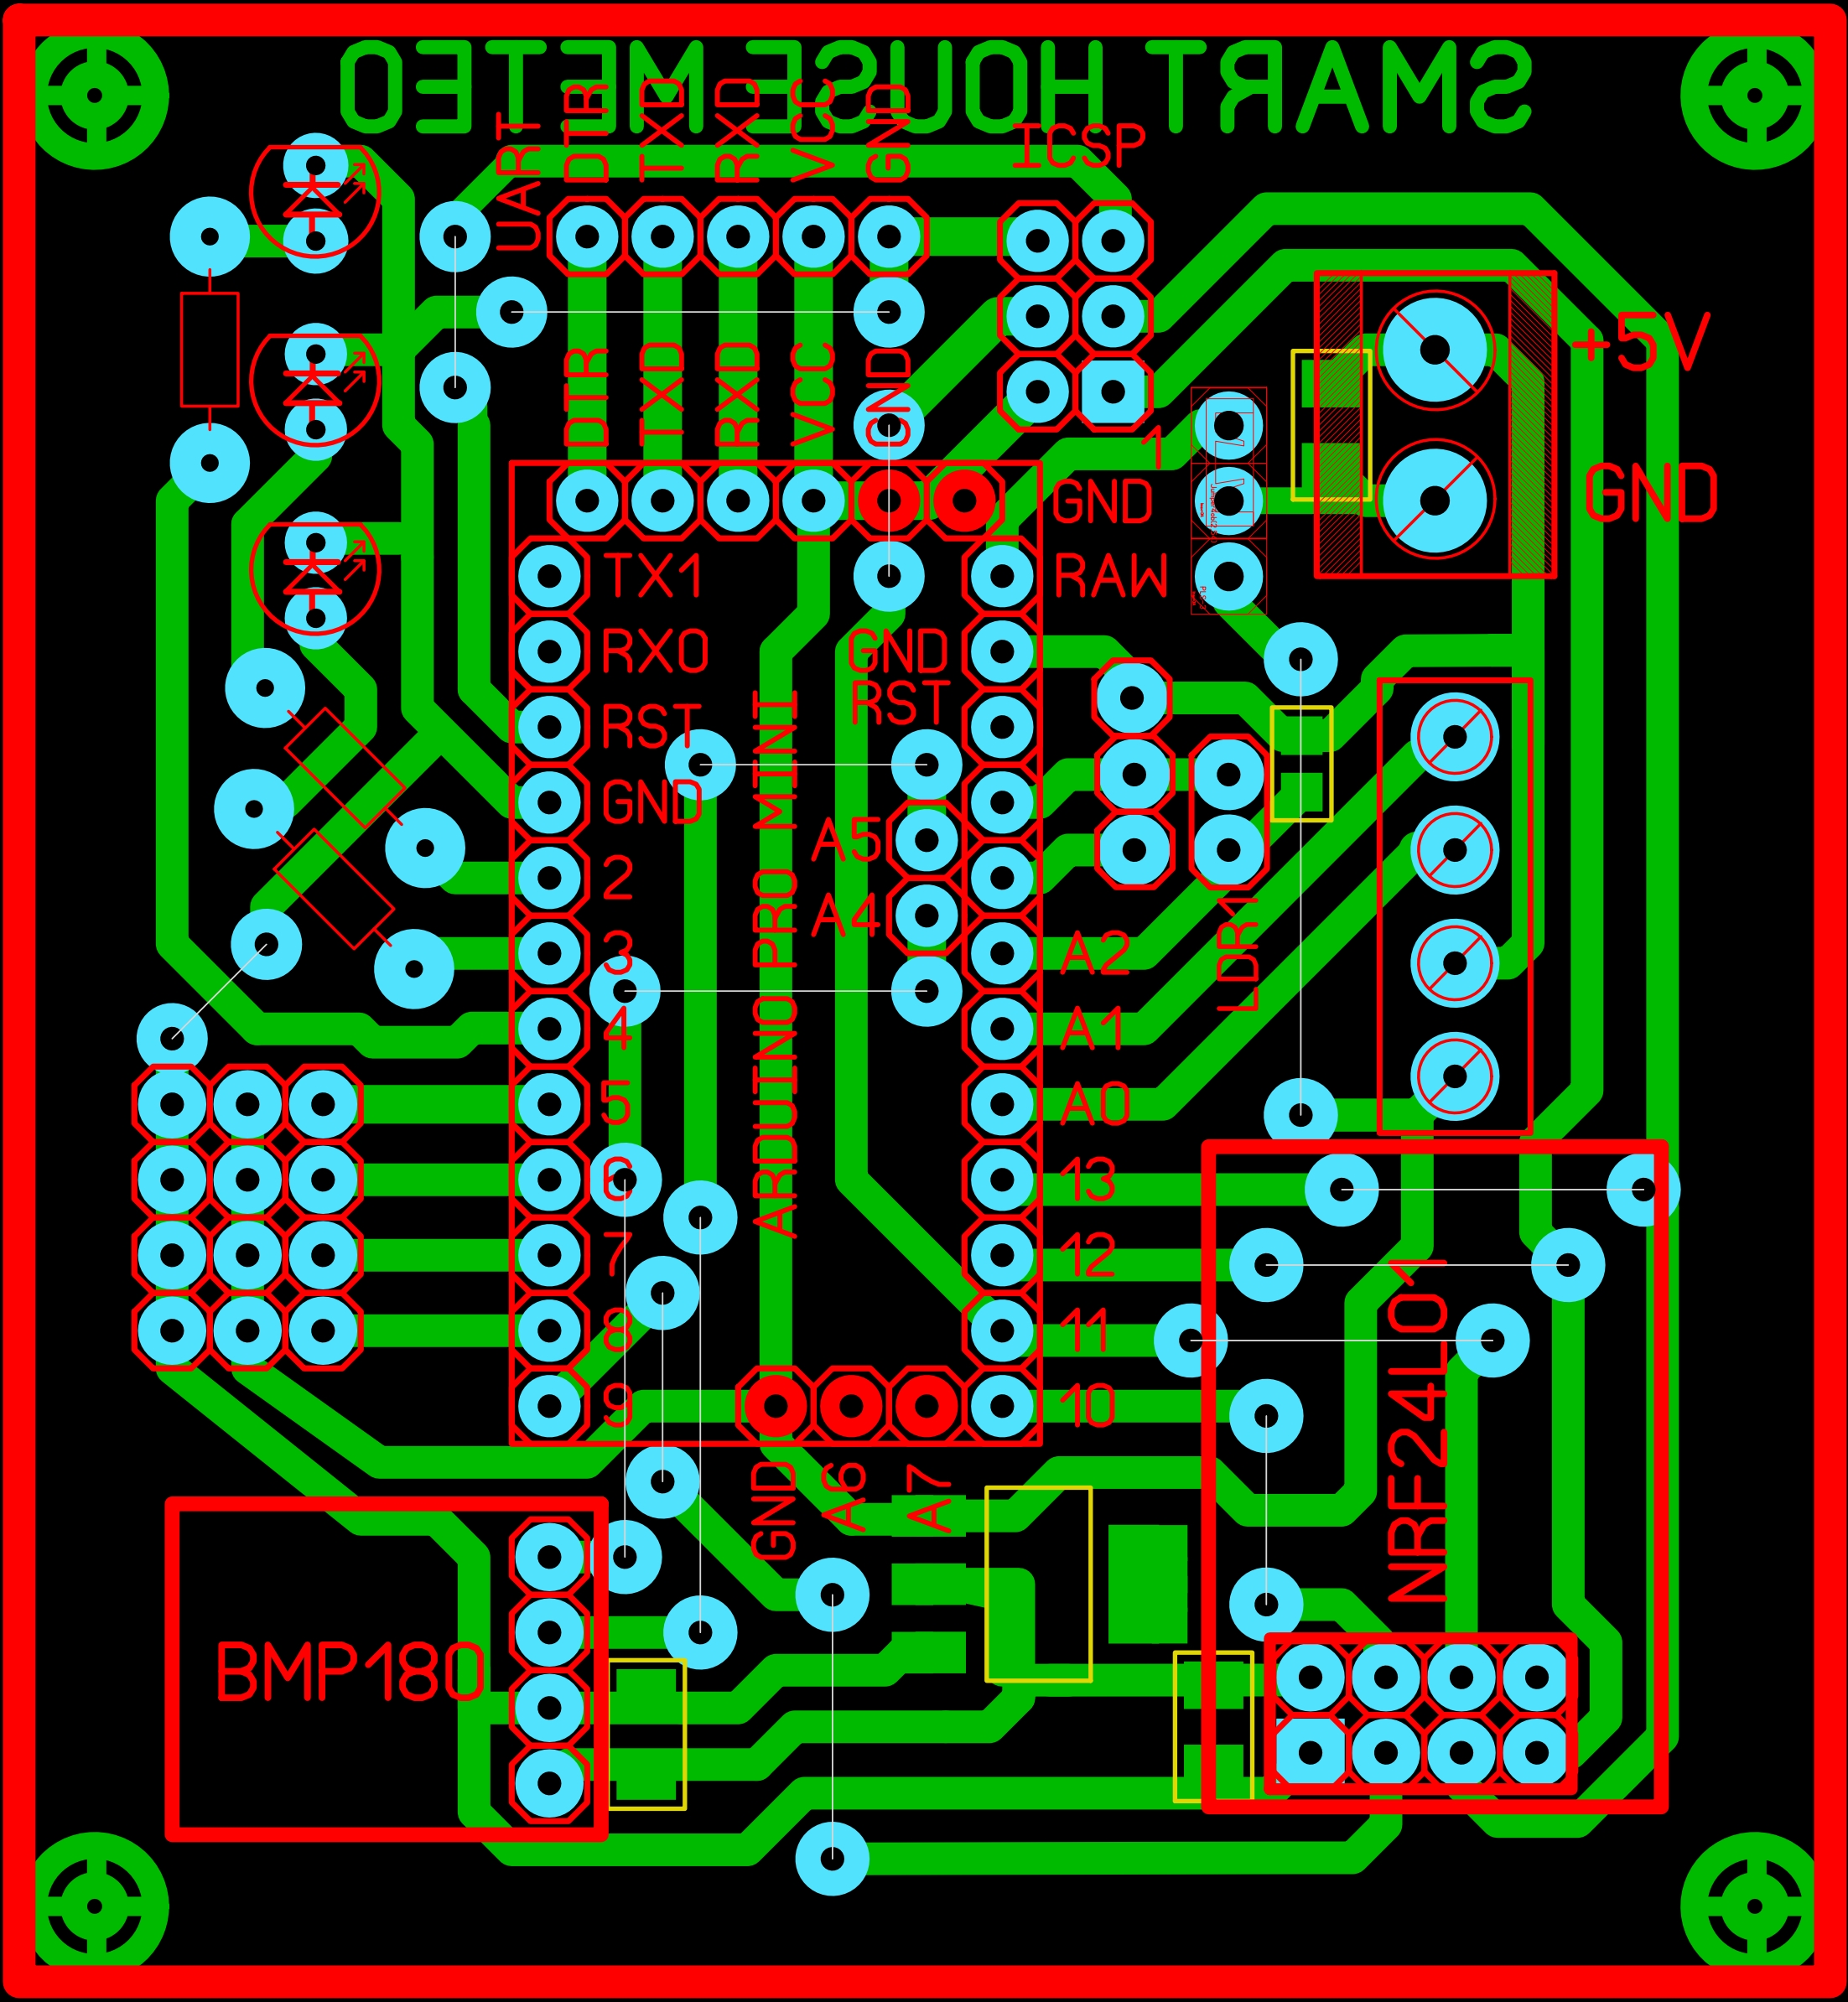 SMART HOUSE METEO
UART
DTR
TXD
RXD
VCC
GND
ICSP
+5V
DTR
TXD
RXD
VCC
GND
1
GND
GND
TX1
RAW
RX0
GND
RST
RST
GND
A5
2
A4
3
A2
LDR1
4
A1
5
A0
ARDUINO PRO MINI
6
13
7
12
8
11
9
10
NRF24L01
GND
A6
A7
BMP180